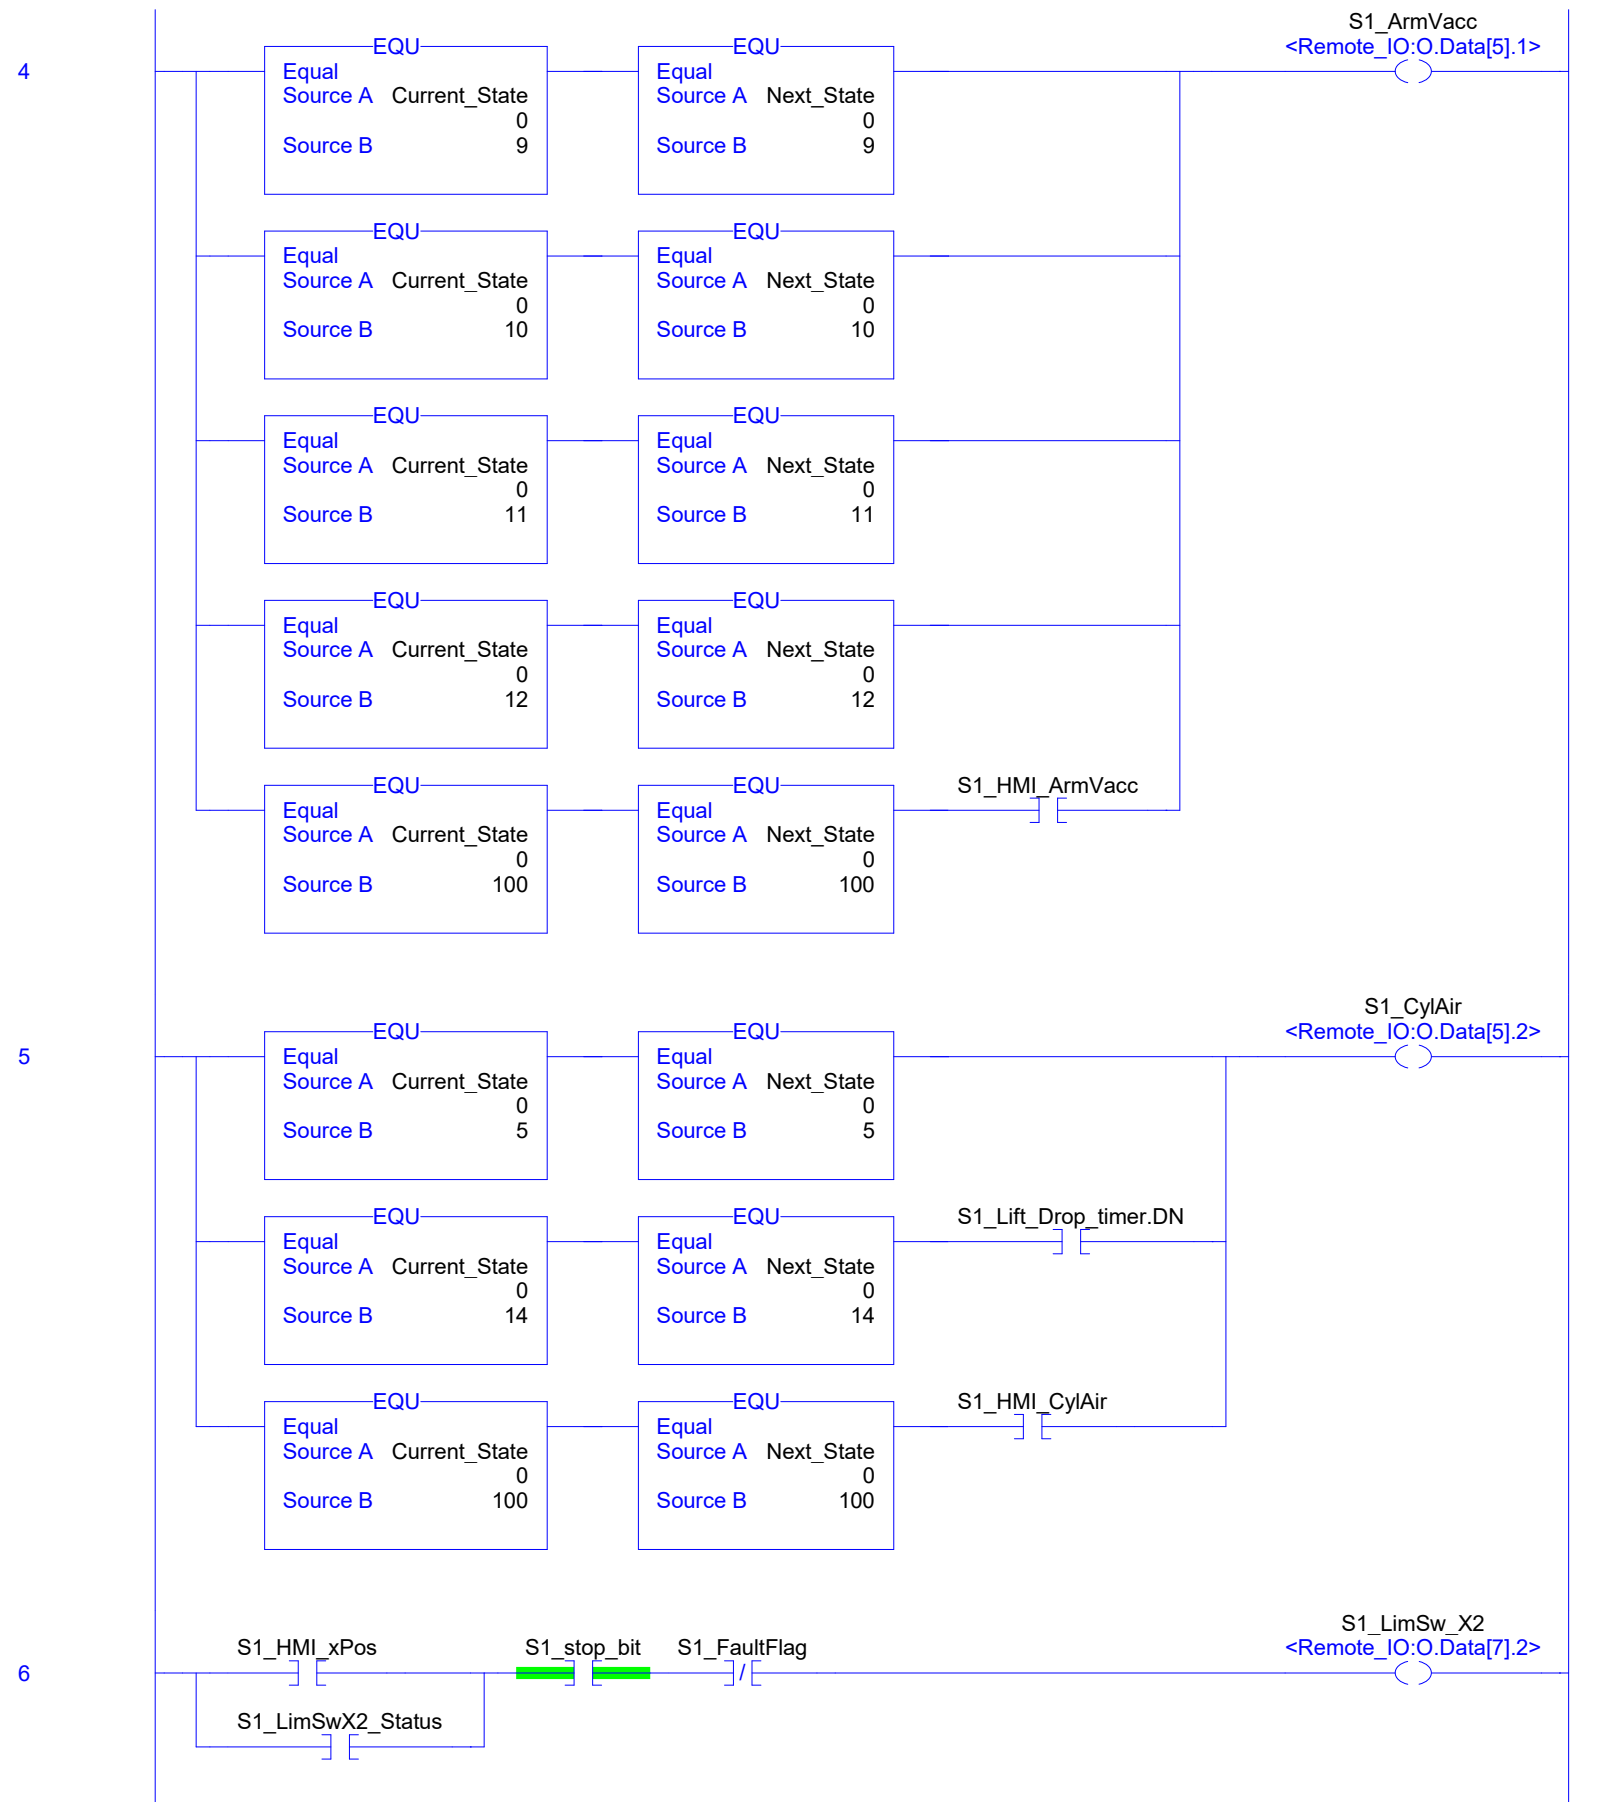 S1_ArmVacc
<Remote_IO:O.Data[5].1>
4
EQU EQU
Equal Equal
Source A Current_State Source A Next_State
0 0
Source B 9 Source B 9
EQU EQU
Equal Equal
Source A Current_State Source A Next_State
0 0
Source B 10 Source B 10
EQU EQU
Equal Equal
Source A Current_State Source A Next_State
0 0
Source B 11 Source B 11
EQU EQU
Equal Equal
Source A Current_State Source A Next_State
0 0
Source B 12 Source B 12
EQU EQU S1_HMI_ArmVacc
Equal Equal
Source A Current_State Source A Next_State
0 0
Source B 100 Source B 100
S1_CylAir
<Remote_IO:O.Data[5].2>
5
EQU EQU
Equal Equal
Source A Current_State Source A Next_State
0 0
Source B 5 Source B 5
EQU EQU S1_Lift_Drop_timer.DN
Equal Equal
Source A Current_State Source A Next_State
0 0
Source B 14 Source B 14
EQU EQU S1_HMI_CylAir
Equal Equal
Source A Current_State Source A Next_State
0 0
Source B 100 Source B 100
S1_LimSw_X2
S1_HMI_xPos S1_stop_bit S1_FaultFlag <Remote_IO:O.Data[7].2>
6
S1_LimSwX2_Status